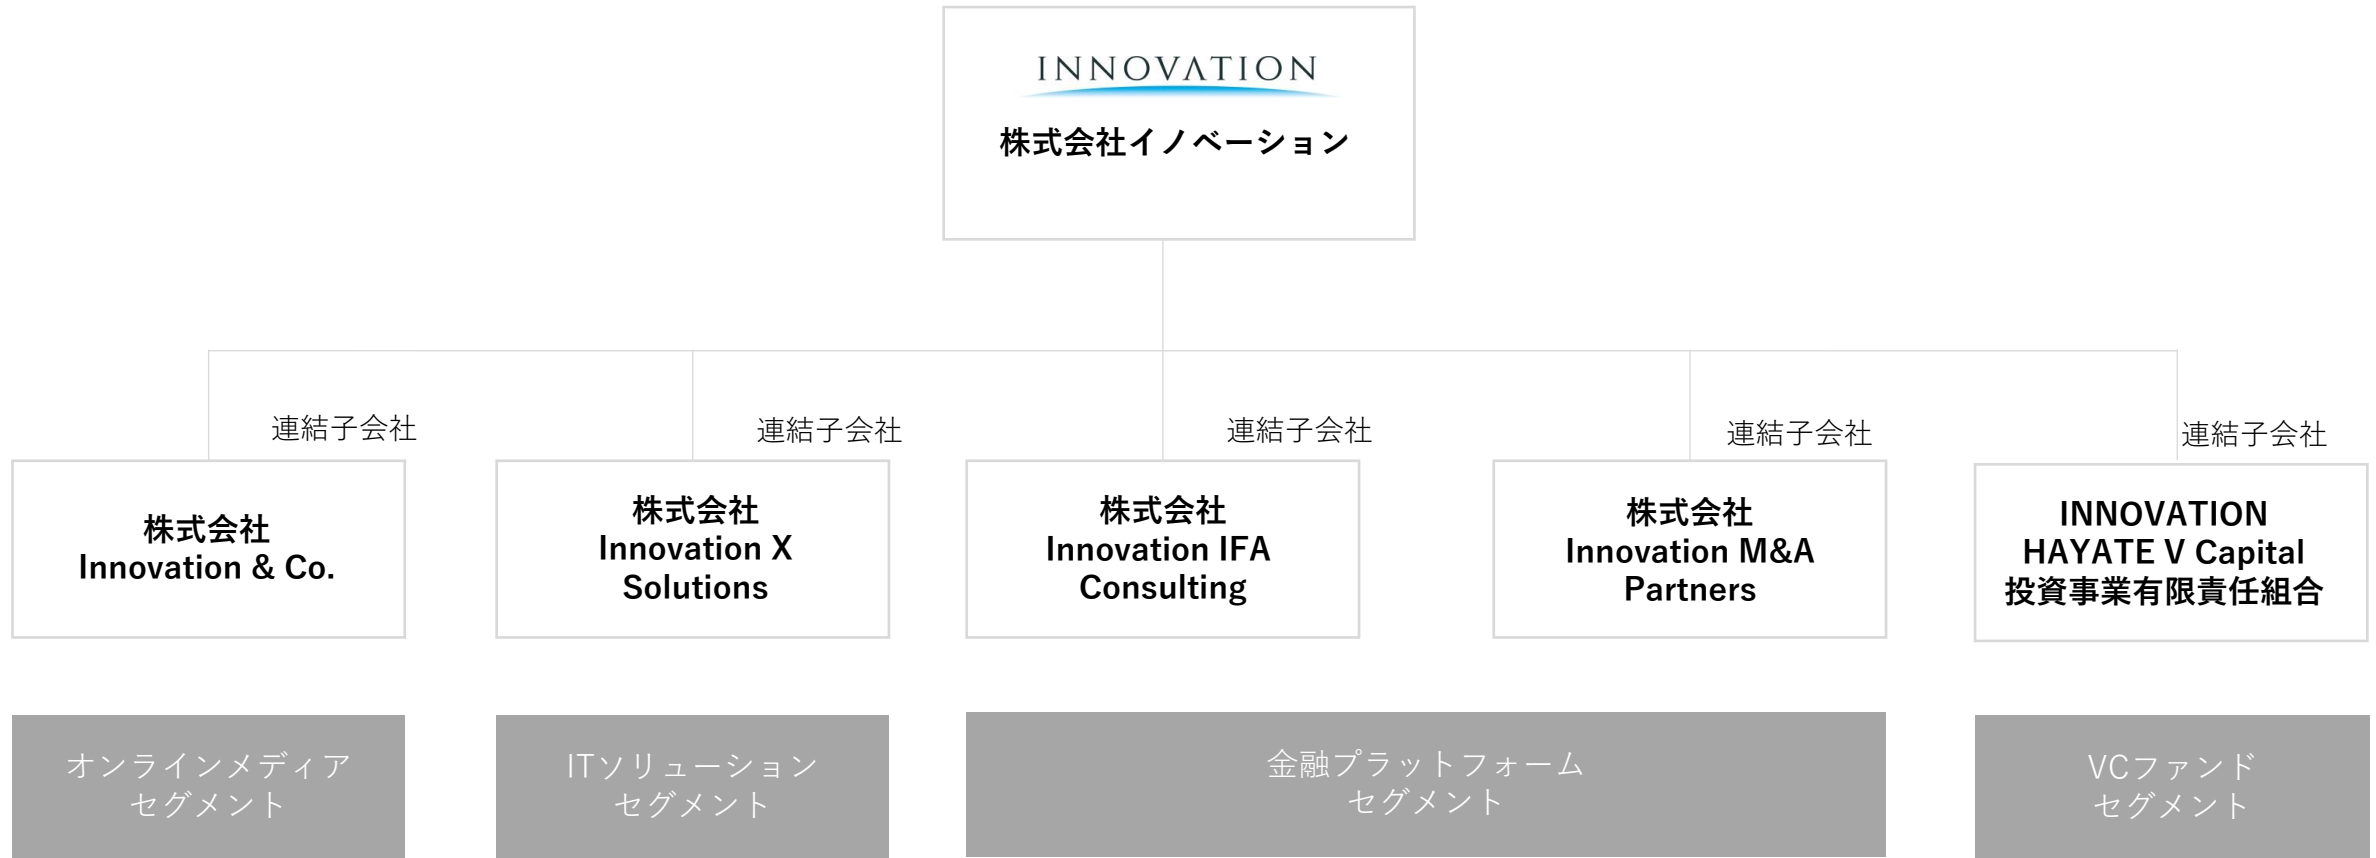 INNOVATION
株式会社イノベーション
連結子会社
連結子会社
連結子会社
連結子会社
連結子会社
株式会社
Innovation & Co.
株式会社
Innovation X
Solutions
株式会社
Innovation IFA
Consulting
株式会社
Innovation M&A
Partners
INNOVATION
HAYATE V Capital
投資事業有限責任組合
オンラインメディア
セグメント
ITソリューション
セグメント
金融プラットフォーム
セグメント
VCファンド
セグメント